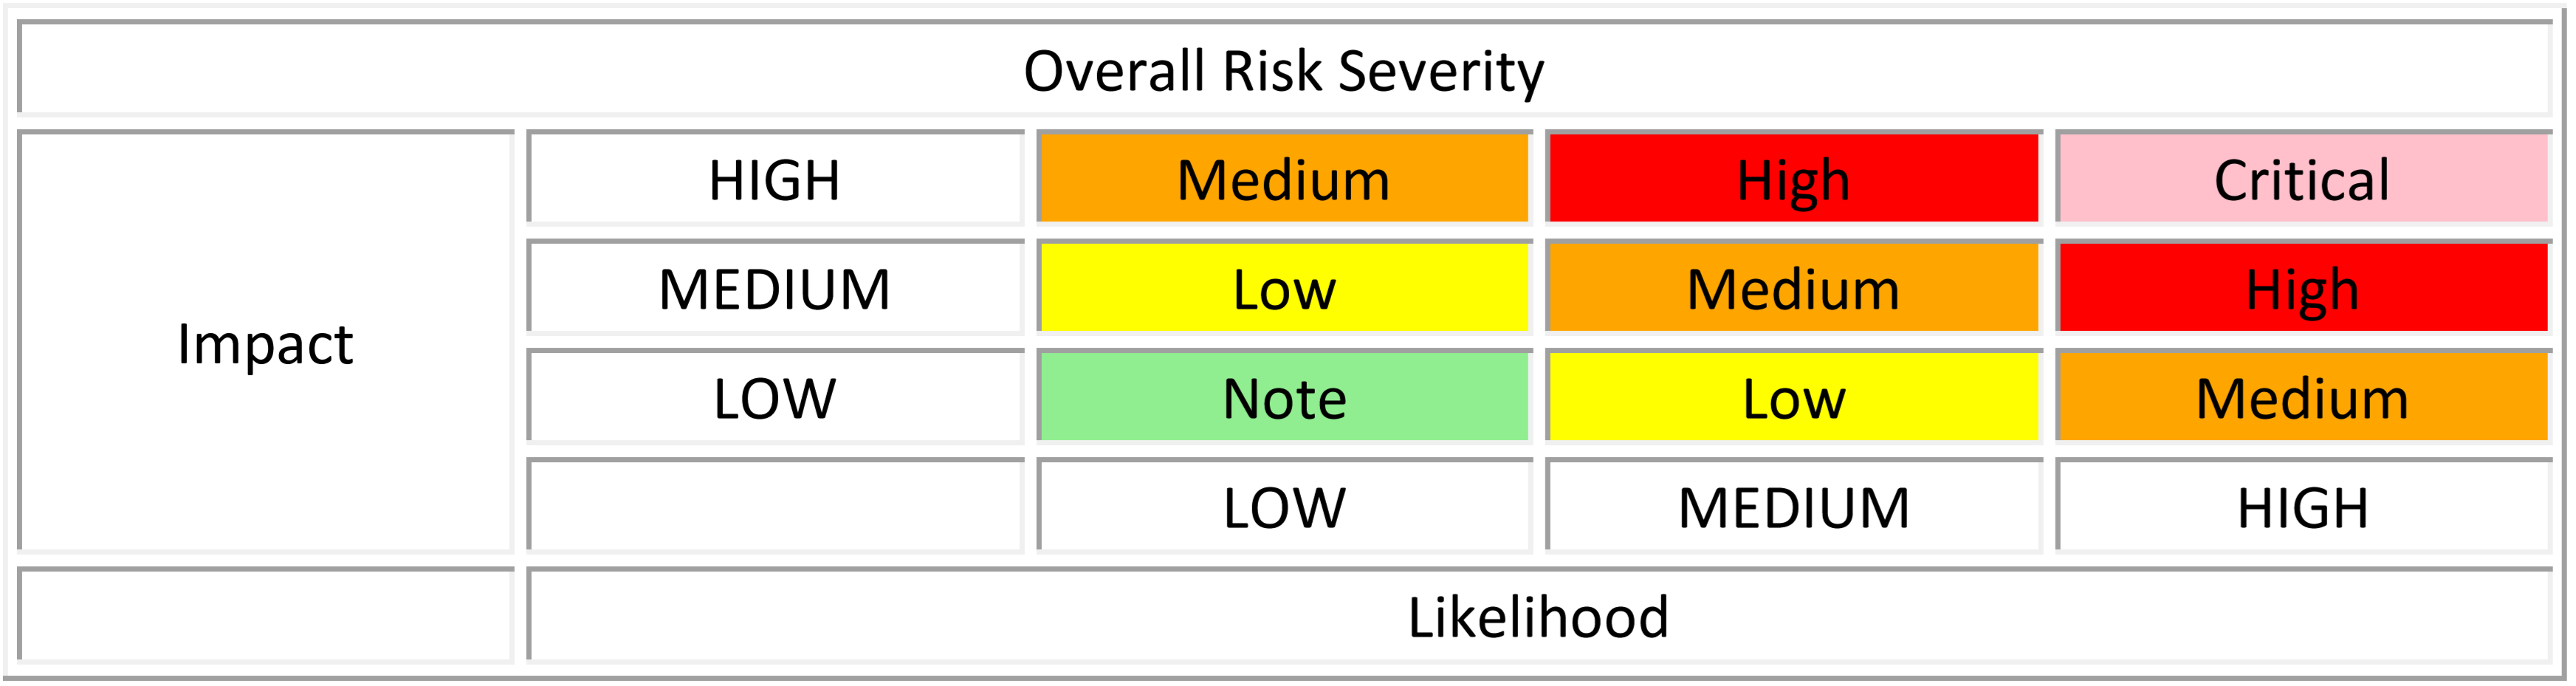 Overall Risk Severity
HIGH Medium High Critical
MEDIUM Low Medium High
Impact
LOW Note Low Medium
LOW MEDIUM HIGH
Likelihood